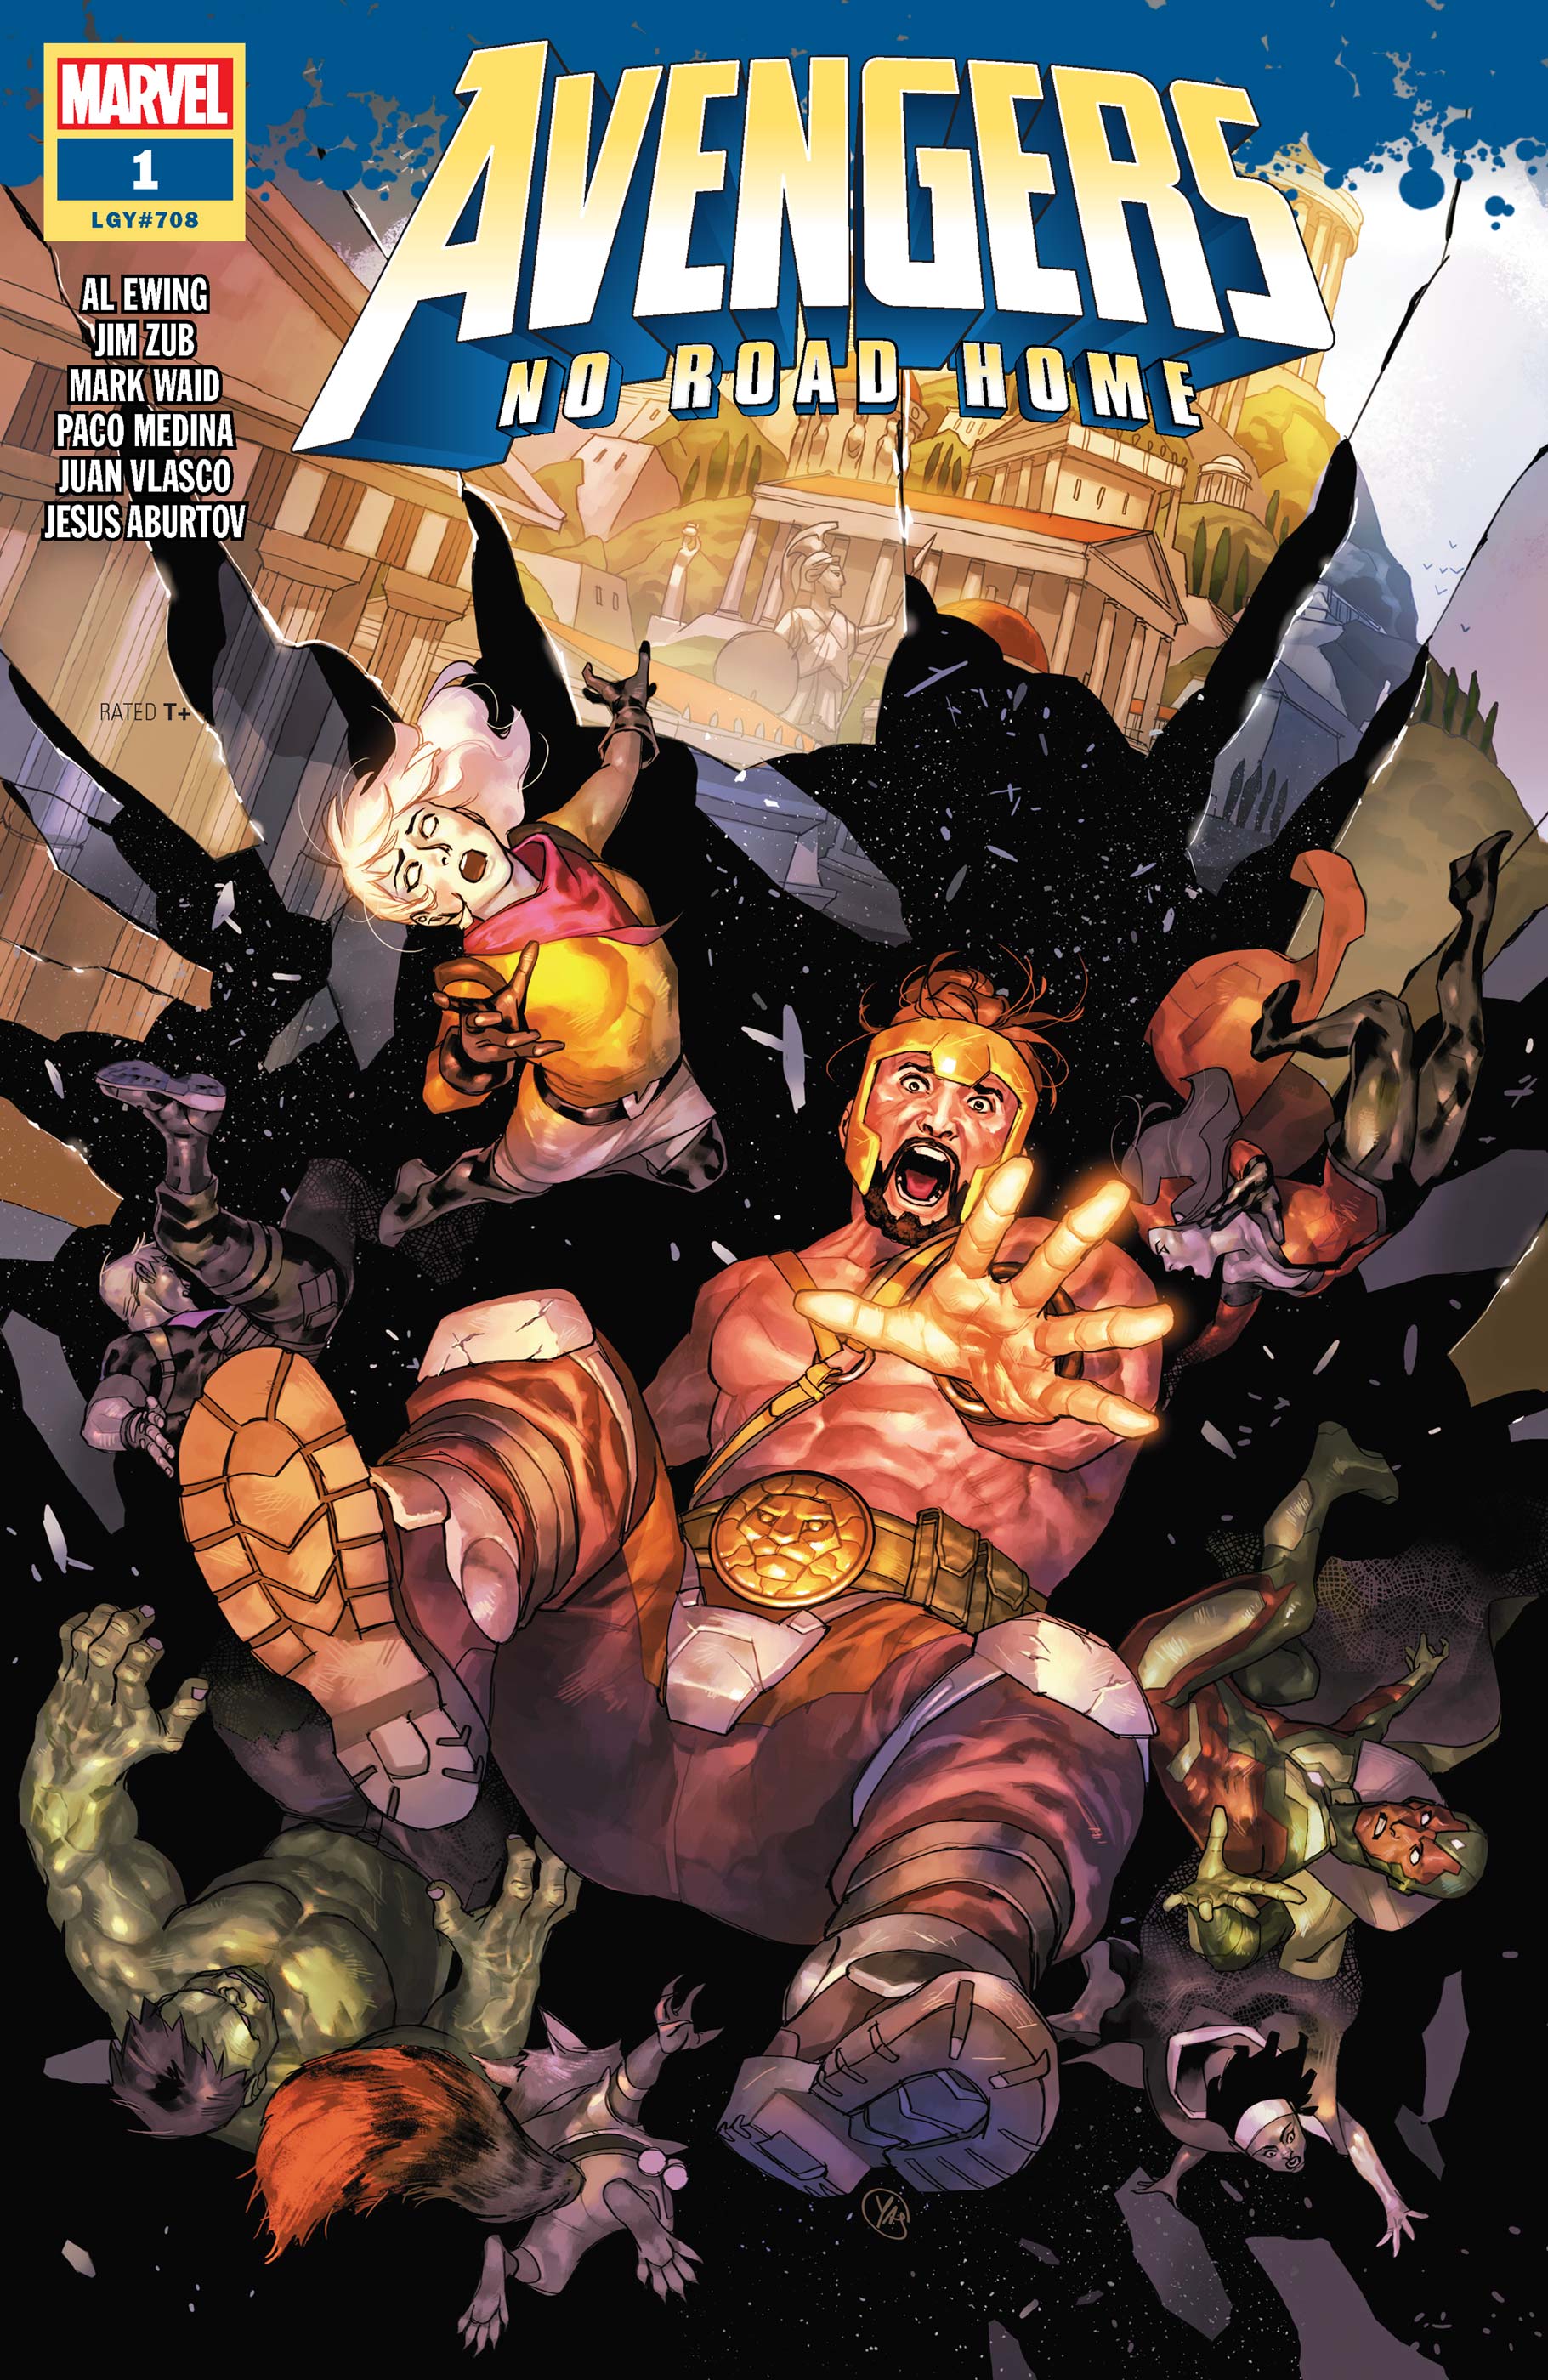 MARVEL
1
LGY#708
AVENGERS
NO ROAD HOME
AL EWING
JIM ZUB
MARK WAID
PACO MEDINA
JUAN VLASCO
JESUS ABURTOV
RATED T+